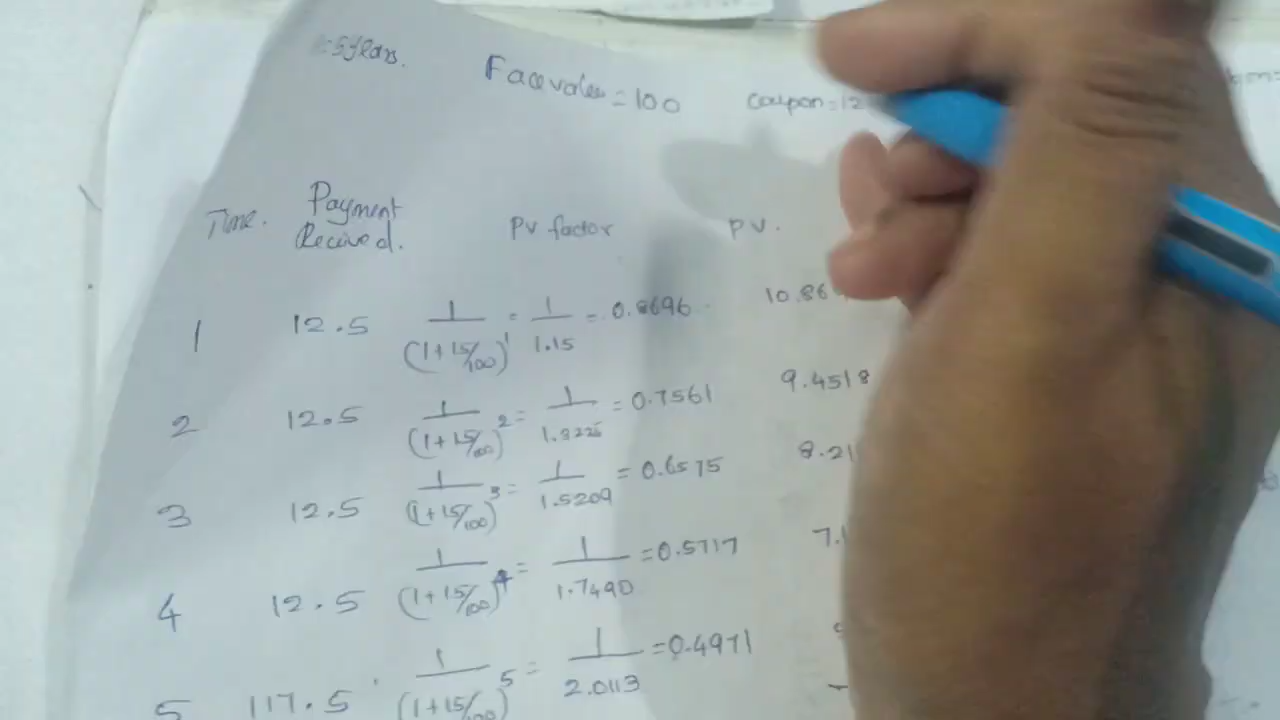 5 years. Face value = 100 coupon = 12
Time. Payment Recived. PV factor PV.
1 12.5 1/(1+15/100)^1 = 1/1.15 = 0.8696 10.86
2 12.5 1/(1+15/100)^2 = 1/1.3225 = 0.7561 9.4518
3 12.5 1/(1+15/100)^3 = 1/1.5209 = 0.6575 8.21
4 12.5 1/(1+15/100)^4 = 1/1.7490 = 0.5717 7.1
5 117.5 1/(1+15/100)^5 = 1/2.0113 = 0.4971